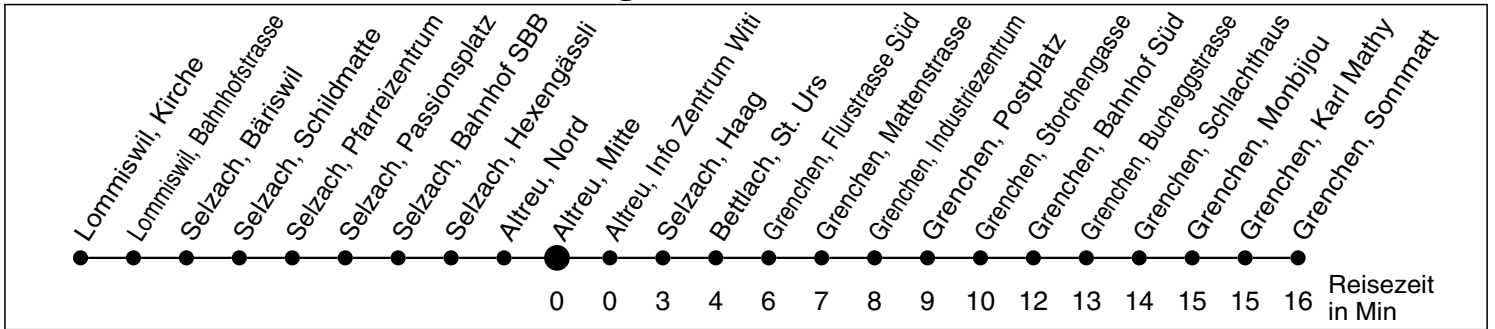 Lommiswil, Kirche
Lommiswil, Bahnhofstrasse
Selzach, Bäriswil
Selzach, Schildmatte
Selzach, Pfarreizentrum
Selzach, Passionsplatz
Selzach, Bahnhof SBB
Selzach, Hexengässli
Altreu, Nord
Altreu, Mitte
Altreu, Info Zentrum Witi
Selzach, Haag
Bettlach, St. Urs
Grenchen, Flurstrasse Süd
Grenchen, Mattenstrasse
Grenchen, Industriezentrum
Grenchen, Postplatz
Grenchen, Storchengasse
Grenchen, Bahnhof Süd
Grenchen, Bucheggstrasse
Grenchen, Schlachthaus
Grenchen, Monbijou
Grenchen, Karl Mathy
Grenchen, Sonnmatt
0 0 3 4 6 7 8 9 10 12 13 14 15 15 16 Reisezeit
in Min